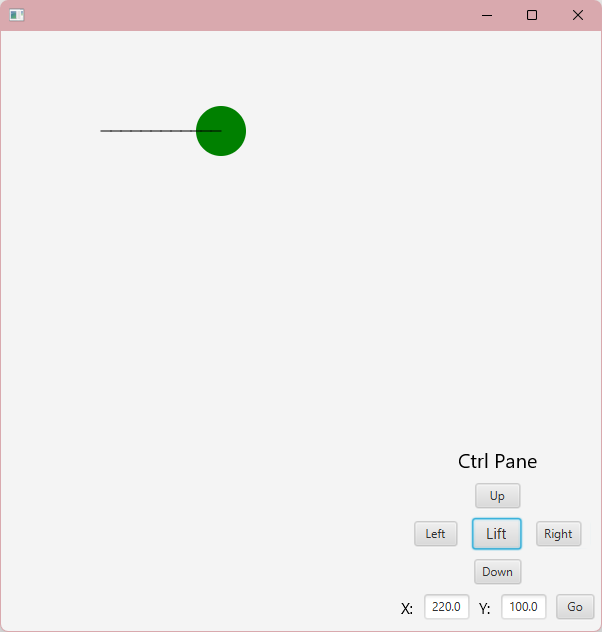 Ctrl Pane
Up
Left Lift Right
Down
X: 220.0 Y: 100.0 Go